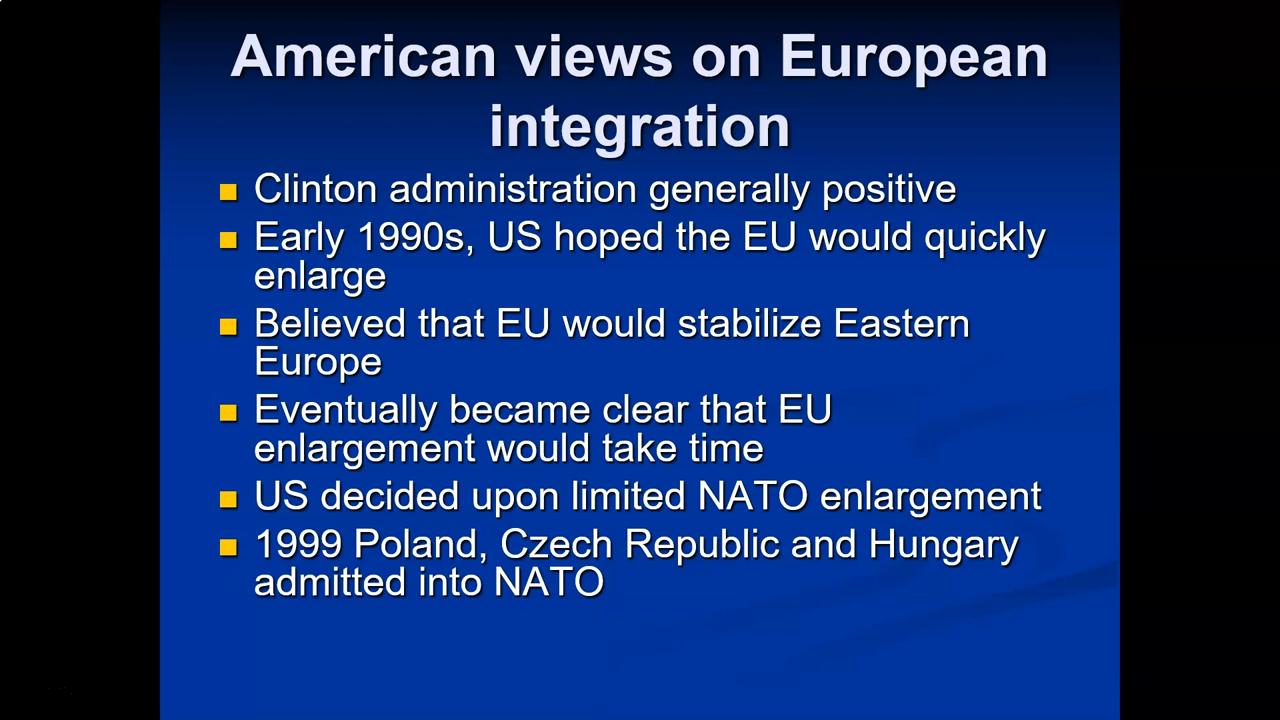 American views on European
integration
Clinton administration generally positive
Early 1990s, US hoped the EU would quickly
enlarge
Believed that EU would stabilize Eastern
Europe
Eventually became clear that EU
enlargement would take time
US decided upon limited NATO enlargement
1999 Poland, Czech Republic and Hungary
admitted into NATO